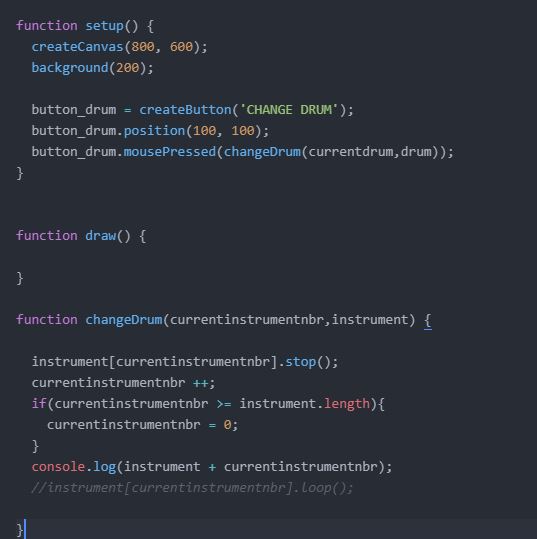 function setup() {
  createCanvas(800, 600);
  background(200);
  button_drum = createButton('CHANGE DRUM');
  button_drum.position(100, 100);
  button_drum.mousePressed(changeDrum(currentdrum,drum));
}
function draw() {
}
function changeDrum(currentinstrumentnbr,instrument) {
  instrument[currentinstrumentnbr].stop();
  currentinstrumentnbr ++;
  if(currentinstrumentnbr >= instrument.length){
    currentinstrumentnbr = 0;
  }
  console.log(instrument + currentinstrumentnbr);
  //instrument[currentinstrumentnbr].loop();
}